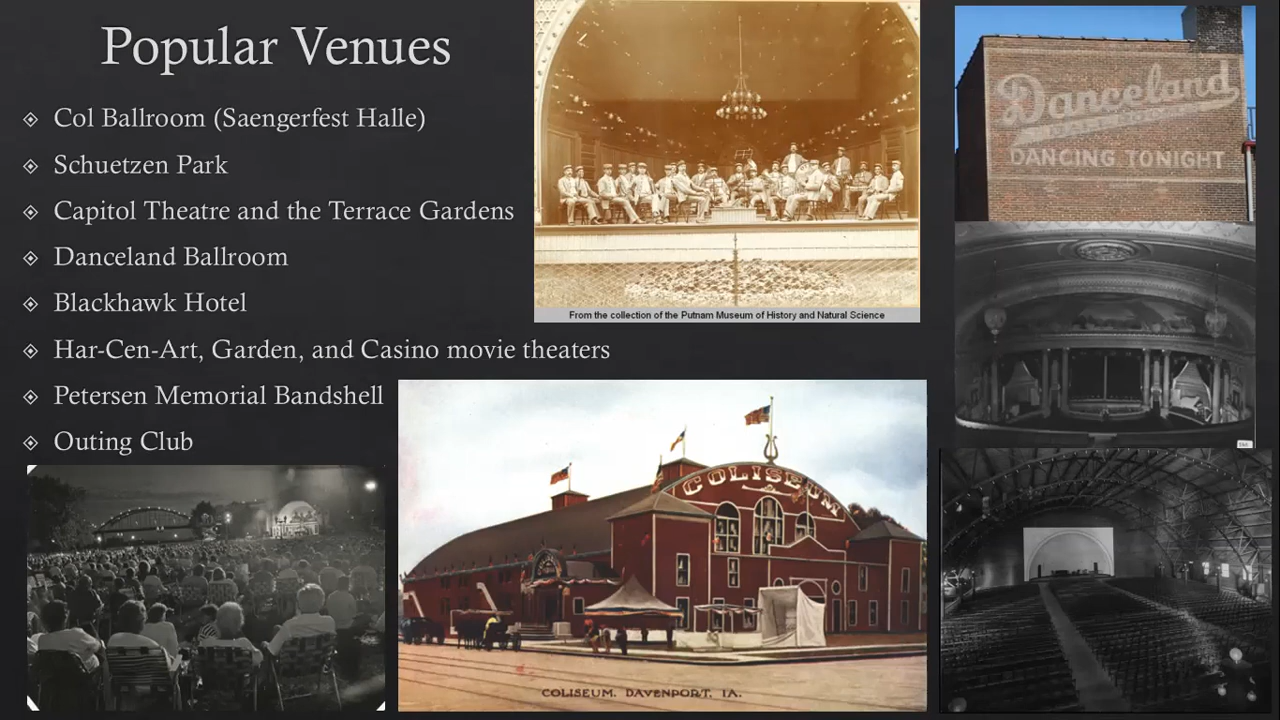 Popular Venues
Col Ballroom (Saengerfest Halle)
Schuetzen Park
Capitol Theatre and the Terrace Gardens
Danceland Ballroom
Blackhawk Hotel
Har-Cen-Art, Garden, and Casino movie theaters
Petersen Memorial Bandshell
Outing Club
From the collection of the Putnam Museum of History and Natural Science
Danceland
DANCING TONIGHT
COLISEUM
COLISEUM. DAVENPORT, IA.